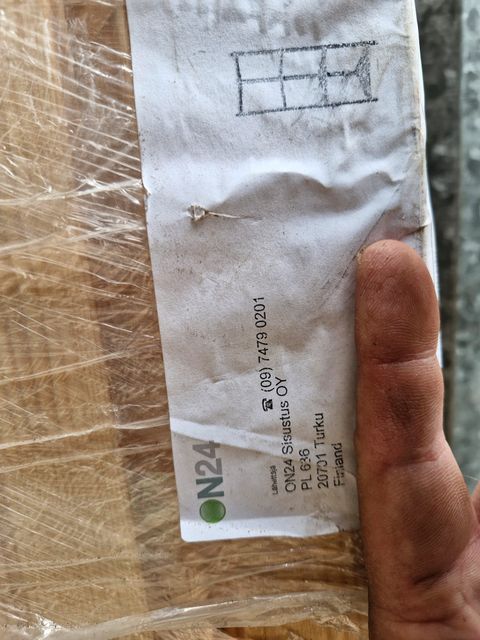 ON24
Lähettäjä
ON24 Sisustus OY ☎ (09) 7479 0201
PL 636
20701 Turku
Finland